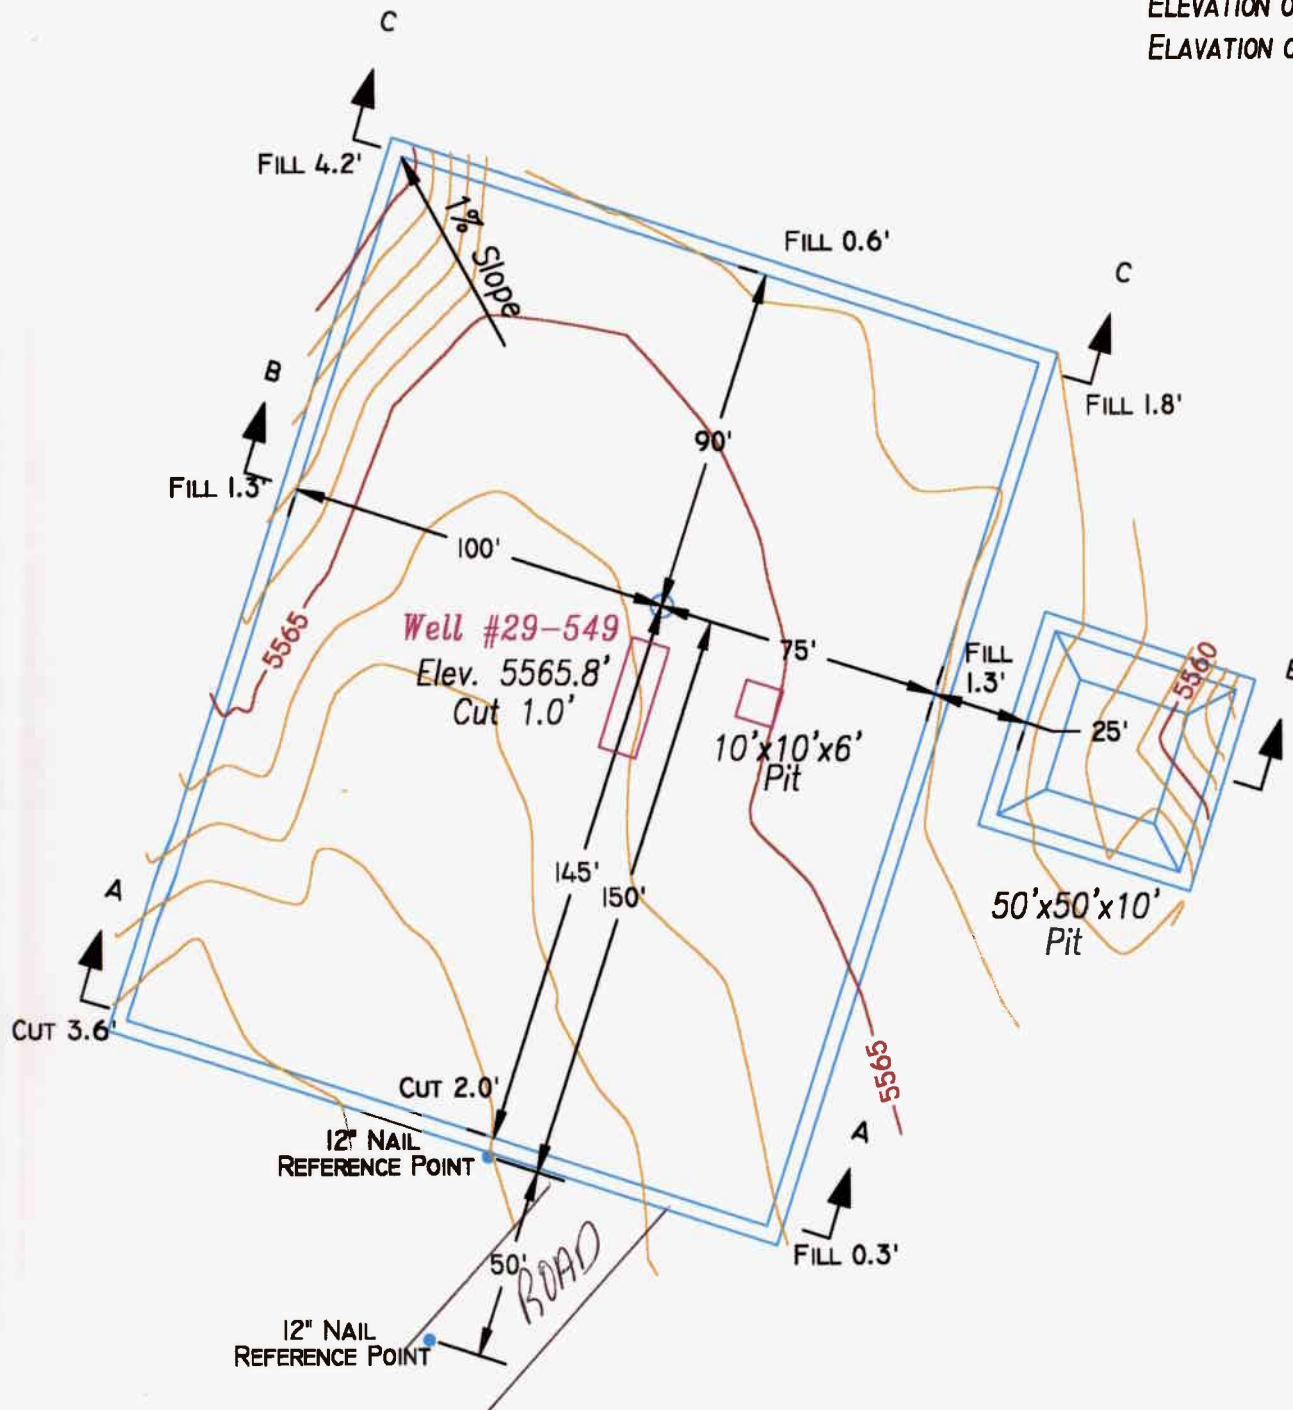 ELEVATION O
ELAVATION O
C
FILL 4.2'
1% Slope
FILL 0.6'
C
FILL 1.8'
B
FILL 1.3'
90'
100'
5565
Well #29-549
Elev. 5565.8'
Cut 1.0'
75'
FILL
1.3'
5560
25'
10'x10'x6'
Pit
145'
150'
50'x50'x10'
Pit
A
CUT 3.6'
CUT 2.0'
5565
A
12" NAIL
REFERENCE POINT
FILL 0.3'
50'
ROAD
12" NAIL
REFERENCE POINT